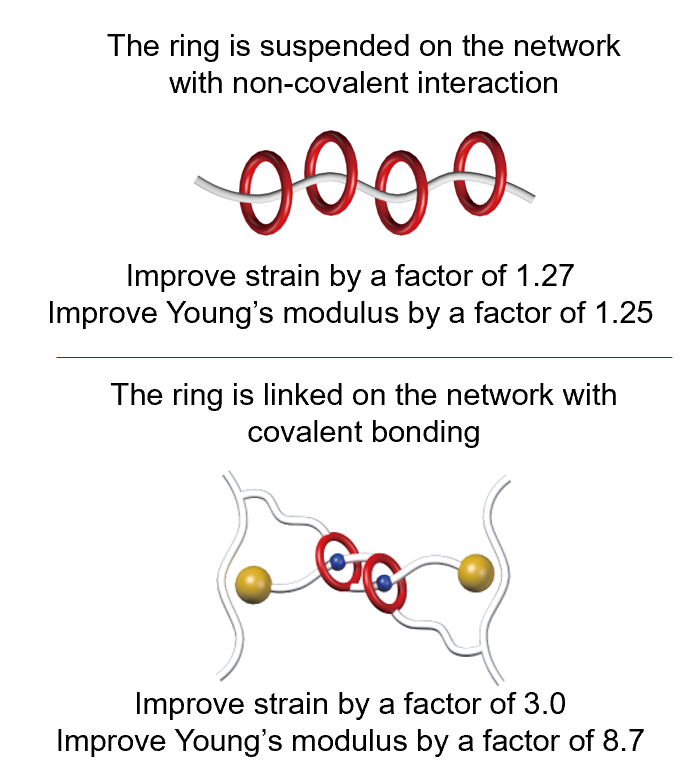 The ring is suspended on the network
with non-covalent interaction
Improve strain by a factor of 1.27
Improve Young’s modulus by a factor of 1.25
The ring is linked on the network with
covalent bonding
Improve strain by a factor of 3.0
Improve Young’s modulus by a factor of 8.7